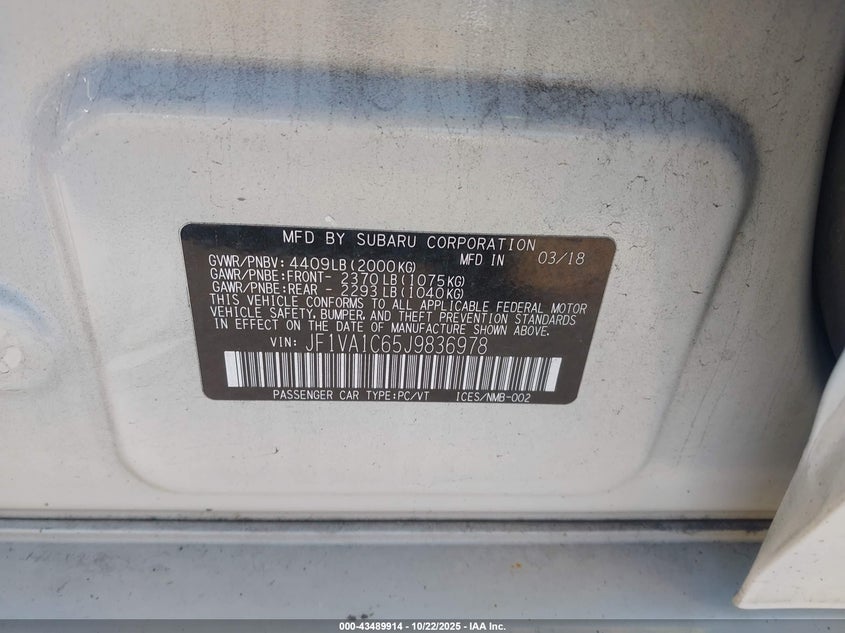 MFD BY SUBARU CORPORATION
GVWR/PNBV: 4409LB(2000KG) MFD IN 03/18
GAWR/PNBE:FRONT- 2370LB(1075KG)
GAWR/PNBE:REAR - 2293LB(1040KG)
THIS VEHICLE CONFORMS TO ALL APPLICABLE FEDERAL MOTOR
VEHICLE SAFETY, BUMPER, AND THEFT PREVENTION STANDARDS
IN EFFECT ON THE DATE OF MANUFACTURE SHOWN ABOVE.
VIN: JF1VA1C65J9836978
PASSENGER CAR TYPE:PC/VT ICES/NMB-002
000-43489914 - 10/22/2025 - IAA Inc.